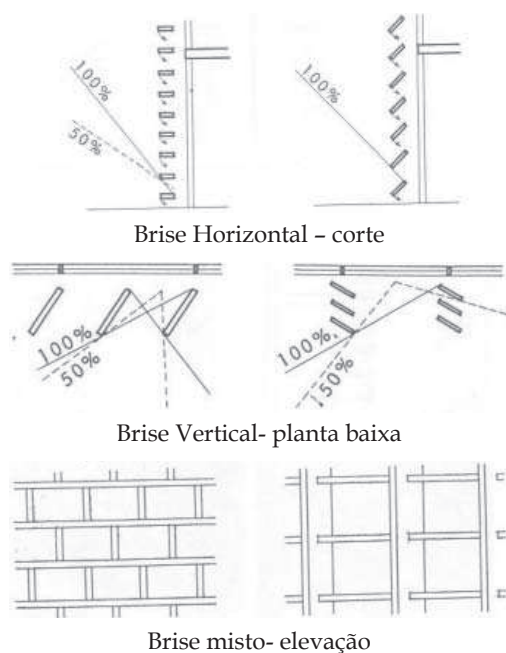 100%
50%
100%
Brise Horizontal – corte
100%
50%
100%
50%
Brise Vertical- planta baixa
Brise misto- elevação